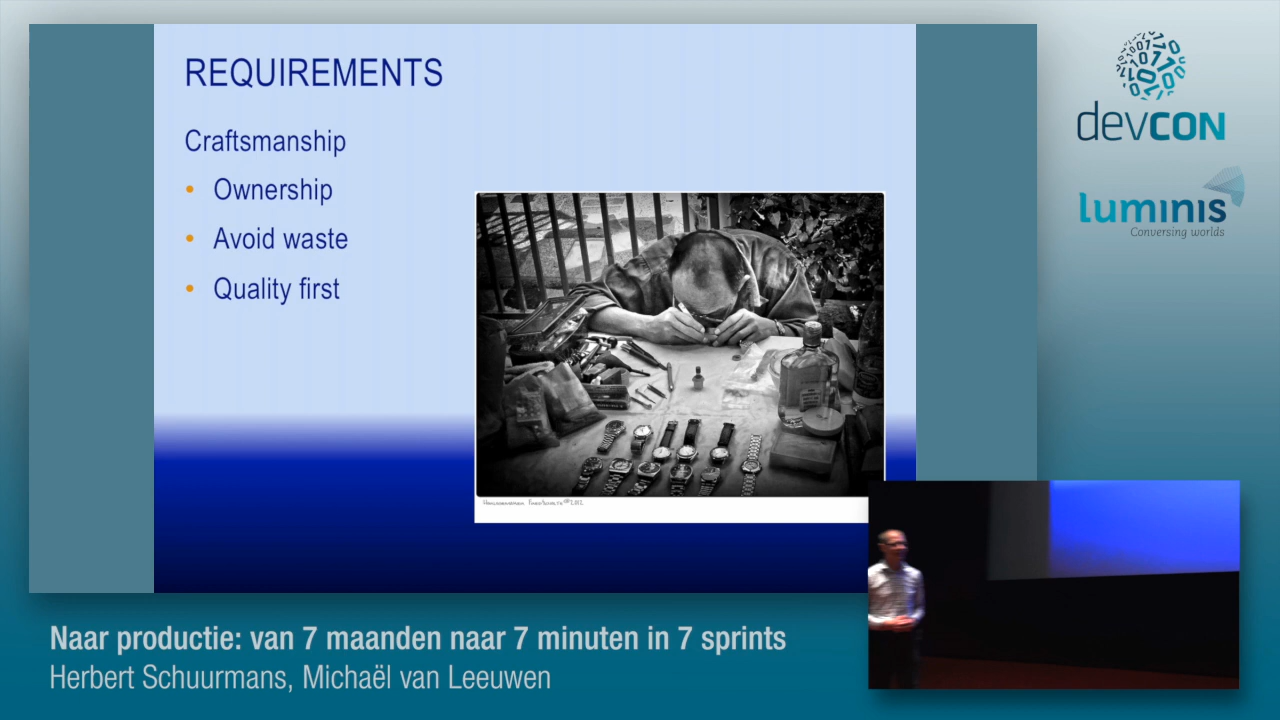 REQUIREMENTS
Craftsmanship
• Ownership
• Avoid waste
• Quality first
devCON
luminis
Conversing worlds
Naar productie: van 7 maanden naar 7 minuten in 7 sprints
Herbert Schuurmans, Michaël van Leeuwen